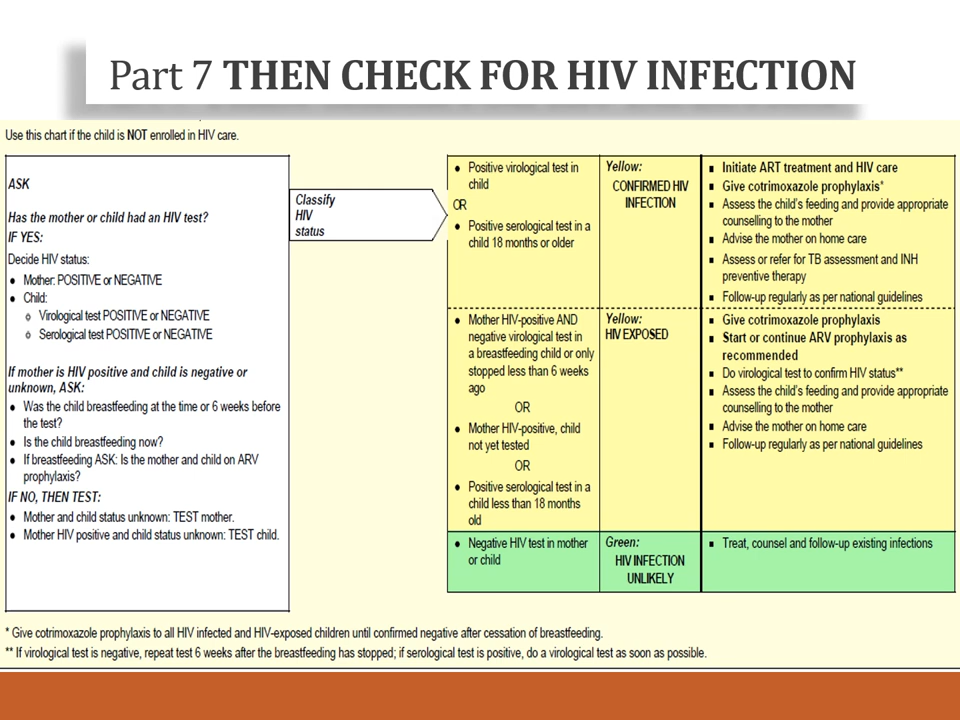 Part 7 THEN CHECK FOR HIV INFECTION
Use this chart if the child is NOT enrolled in HIV care.
ASK
Has the mother or child had an HIV test?
IF YES:
Decide HIV status:
● Mother: POSITIVE or NEGATIVE
● Child:
Virological test POSITIVE or NEGATIVE
Serological test POSITIVE or NEGATIVE
If mother is HIV positive and child is negative or
unknown, ASK:
● Was the child breastfeeding at the time or 6 weeks before
the test?
● Is the child breastfeeding now?
● If breastfeeding ASK: Is the mother and child on ARV
prophylaxis?
IF NO, THEN TEST:
● Mother and child status unknown: TEST mother.
● Mother HIV positive and child status unknown: TEST child.
Classify
HIV
status
● Positive virological test in
child
OR
● Positive serological test in a
child 18 months or older
Yellow:
CONFIRMED HIV
INFECTION
■ Initiate ART treatment and HIV care
■ Give cotrimoxazole prophylaxis*
■ Assess the child's feeding and provide appropriate
counselling to the mother
■ Advise the mother on home care
■ Assess or refer for TB assessment and INH
preventive therapy
■ Follow-up regularly as per national guidelines
● Mother HIV-positive AND
negative virological test in
a breastfeeding child or only
stopped less than 6 weeks
ago
OR
● Mother HIV-positive, child
not yet tested
OR
● Positive serological test in a
child less than 18 months
old
Yellow:
HIV EXPOSED
■ Give cotrimoxazole prophylaxis
■ Start or continue ARV prophylaxis as
recommended
■ Do virological test to confirm HIV status**
■ Assess the child's feeding and provide appropriate
counselling to the mother
■ Advise the mother on home care
■ Follow-up regularly as per national guidelines
● Negative HIV test in mother
or child
Green:
HIV INFECTION
UNLIKELY
■ Treat, counsel and follow-up existing infections
* Give cotrimoxazole prophylaxis to all HIV infected and HIV-exposed children until confirmed negative after cessation of breastfeeding.
** If virological test is negative, repeat test 6 weeks after the breastfeeding has stopped; if serological test is positive, do a virological test as soon as possible.